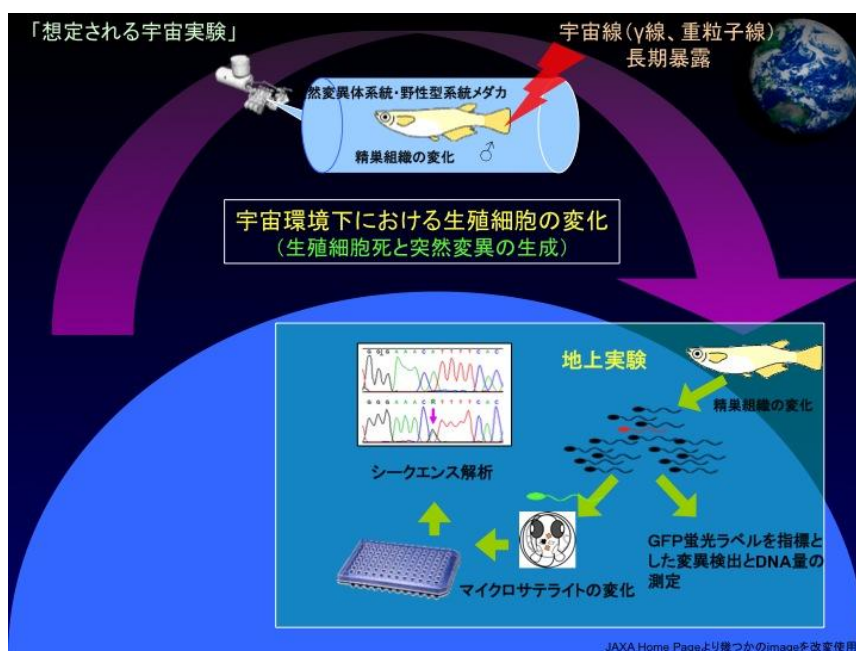 「想定される宇宙実験」
宇宙線(γ線、重粒子線)
長期暴露
然変異体系統・野性型系統メダカ
精巣組織の変化 ♂
宇宙環境下における生殖細胞の変化
(生殖細胞死と突然変異の生成)
地上実験
精巣組織の変化
G G G G A A A C A T T T T C A C
G G G A A A C R T T T T C A C
シークエンス解析
GFP蛍光ラベルを指標と
した変異検出とDNA量の
測定
マイクロサテライトの変化
JAXA Home Pageより幾つかのimageを改変使用